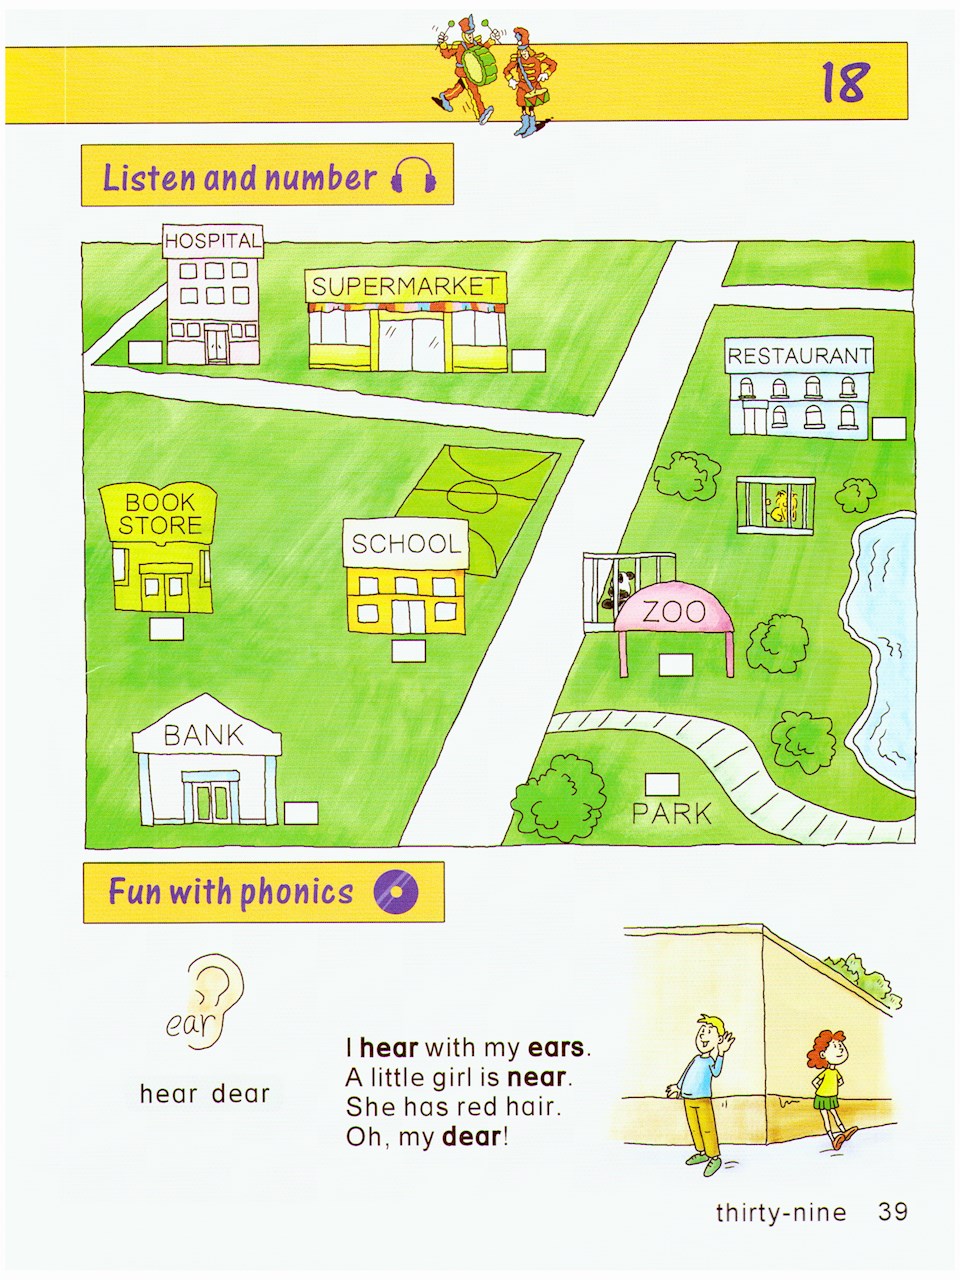 18
Listen and number
HOSPITAL
SUPERMARKET
RESTAURANT
BOOK
STORE
SCHOOL
ZOO
BANK
PARK
Fun with phonics
ear
hear dear
I hear with my ears.
A little girl is near.
She has red hair.
Oh, my dear!
thirty-nine 39